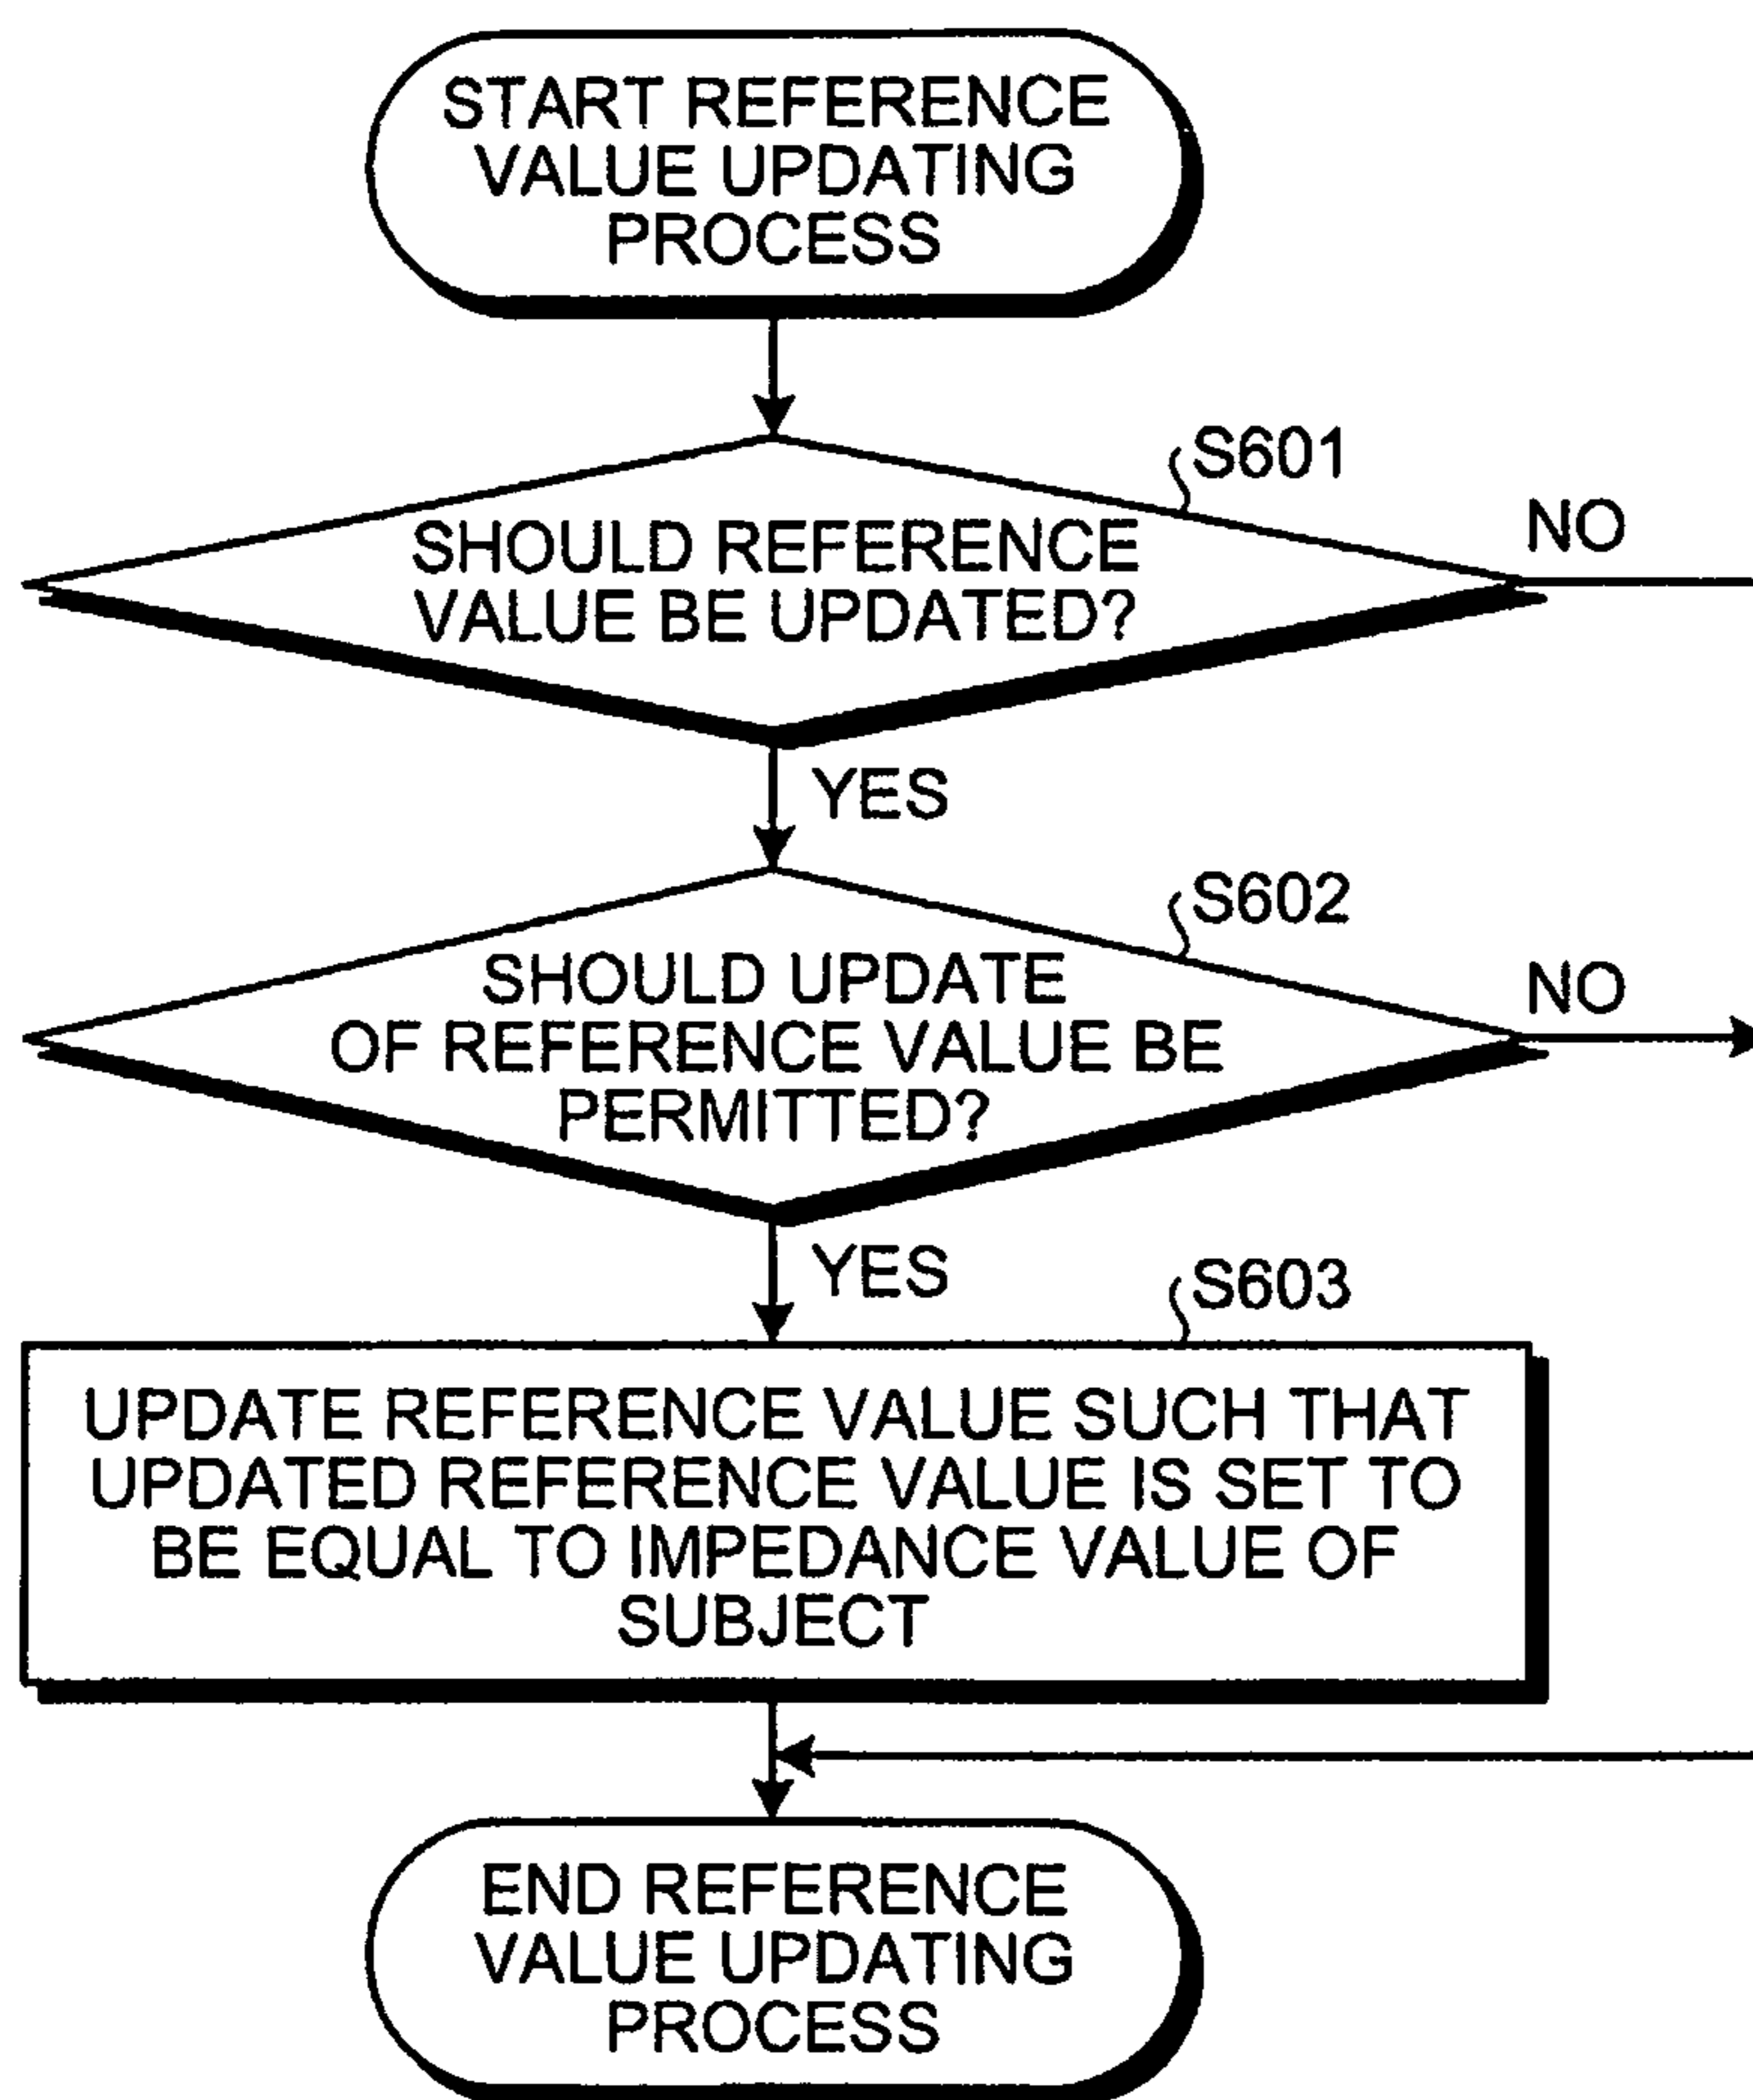 START REFERENCE
VALUE UPDATING
PROCESS
S601
SHOULD REFERENCE
VALUE BE UPDATED?
NO
YES
S602
SHOULD UPDATE
OF REFERENCE VALUE BE
PERMITTED?
NO
YES
S603
UPDATE REFERENCE VALUE SUCH THAT
UPDATED REFERENCE VALUE IS SET TO
BE EQUAL TO IMPEDANCE VALUE OF
SUBJECT
END REFERENCE
VALUE UPDATING
PROCESS